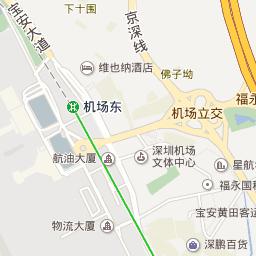 宝安大道
下十围
京深线
维也纳酒店
佛子坳
机场东
机场立交
福永
航油大厦
深圳机场
文体中心
星航
福永国
物流大厦
宝安黄田客运
深鹏百货